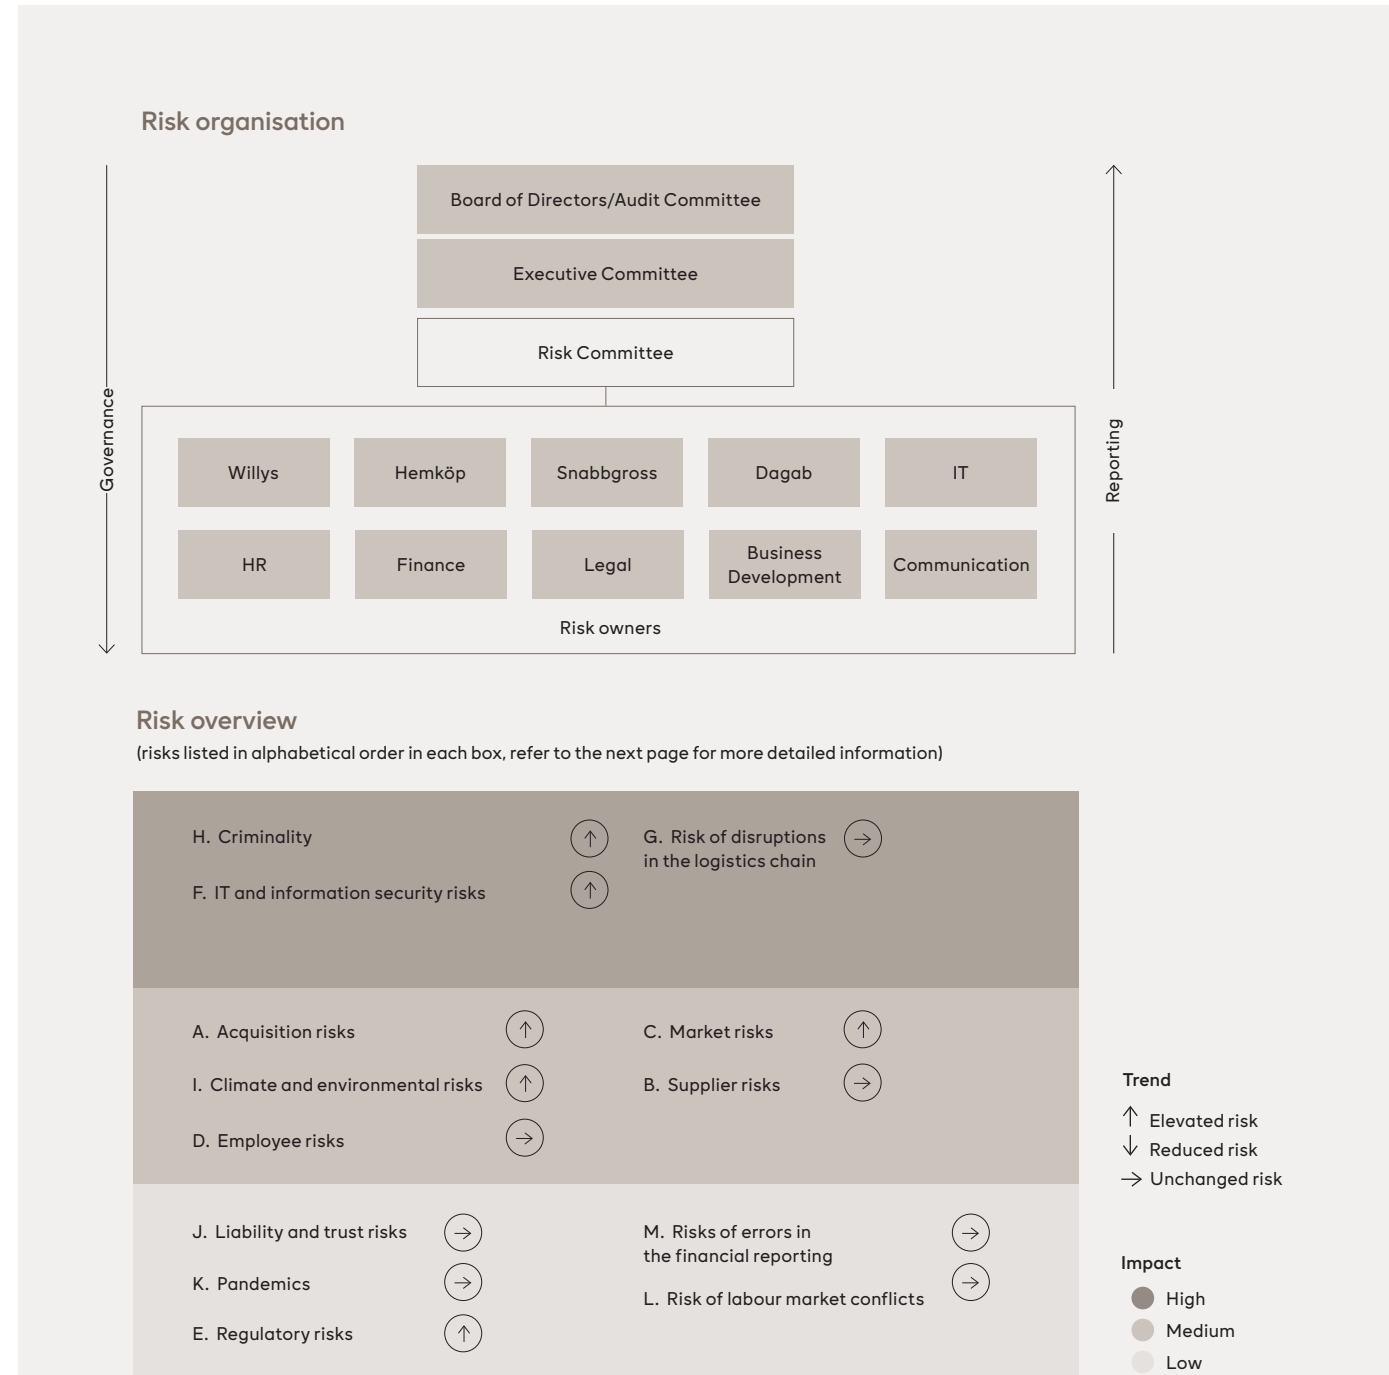 Risk organisation
Board of Directors/Audit Committee
Executive Committee
Risk Committee
Governance
Reporting
Willys
Hemköp
Snabbgross
Dagab
IT
HR
Finance
Legal
Business
Development
Communication
Risk owners
Risk overview
(risks listed in alphabetical order in each box, refer to the next page for more detailed information)
H. Criminality
F. IT and information security risks
G. Risk of disruptions
in the logistics chain
A. Acquisition risks
I. Climate and environmental risks
D. Employee risks
C. Market risks
B. Supplier risks
J. Liability and trust risks
K. Pandemics
E. Regulatory risks
M. Risks of errors in
the financial reporting
L. Risk of labour market conflicts
Trend
Elevated risk
Reduced risk
Unchanged risk
Impact
High
Medium
Low